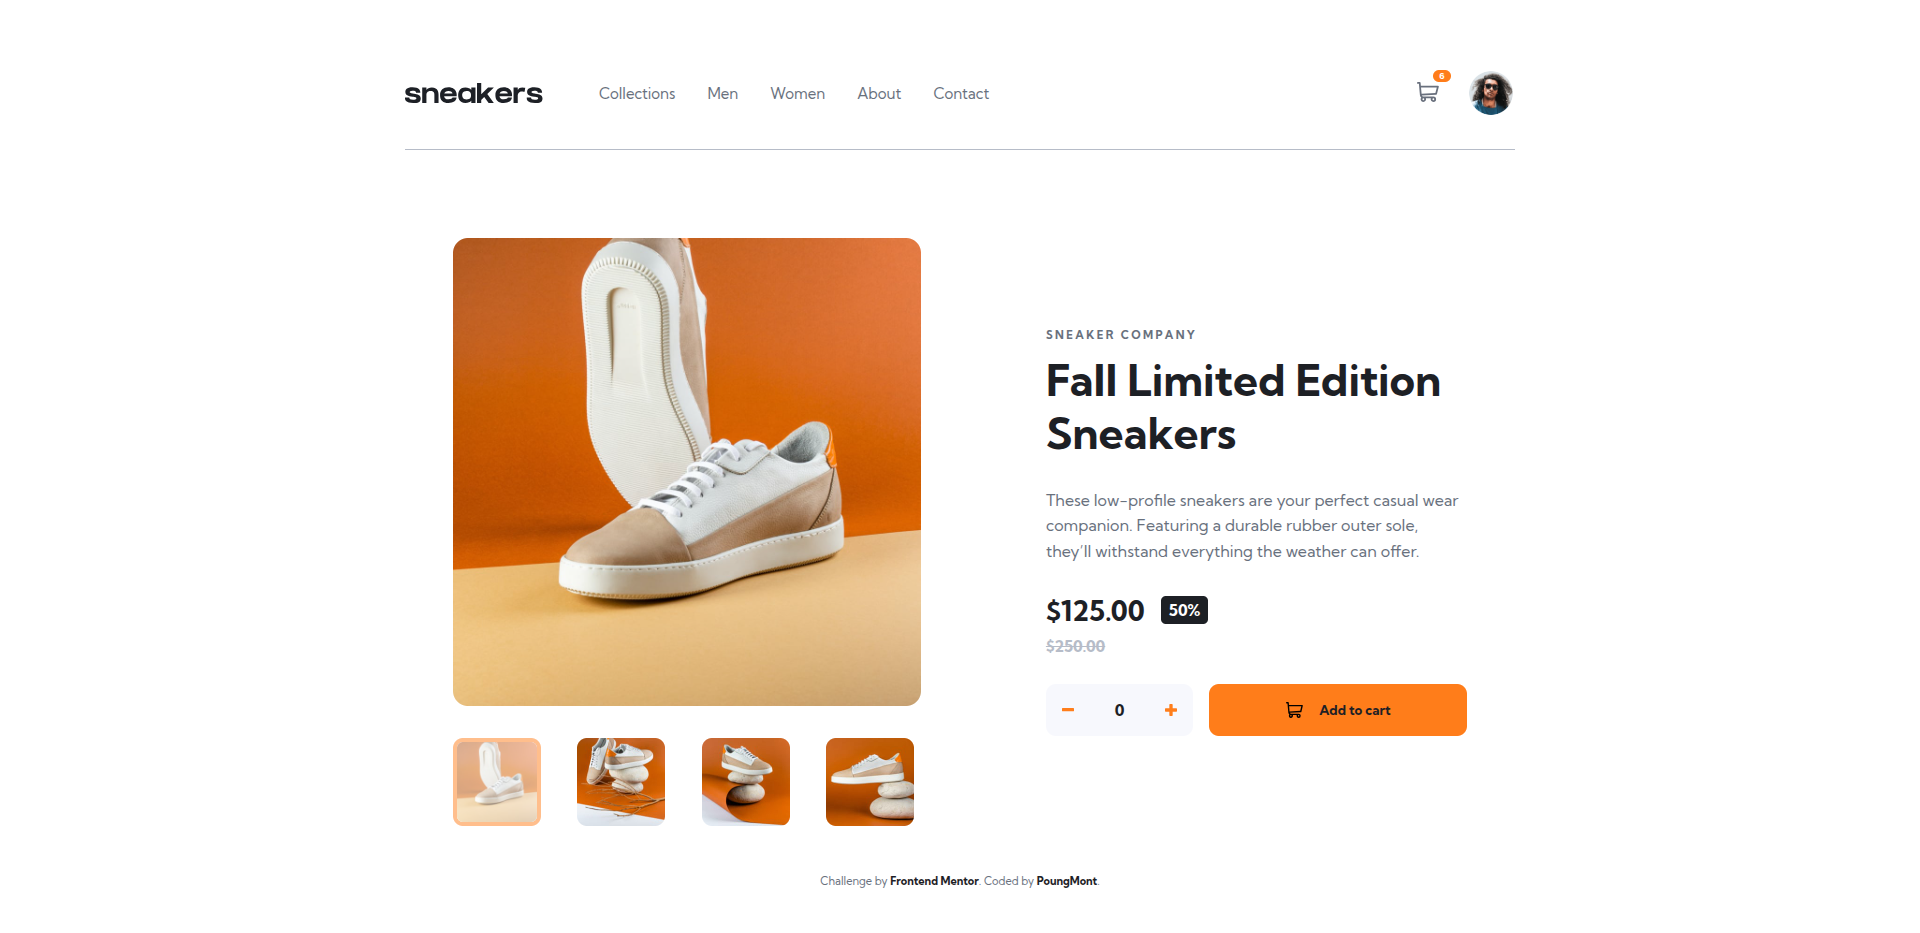 sneakers
Collections
Men
Women
About
Contact
6
SNEAKER COMPANY
Fall Limited Edition
Sneakers
These low-profile sneakers are your perfect casual wear
companion. Featuring a durable rubber outer sole,
they’ll withstand everything the weather can offer.
$125.00
50%
$250.00
0
Add to cart
Challenge by Frontend Mentor. Coded by PoungMont.